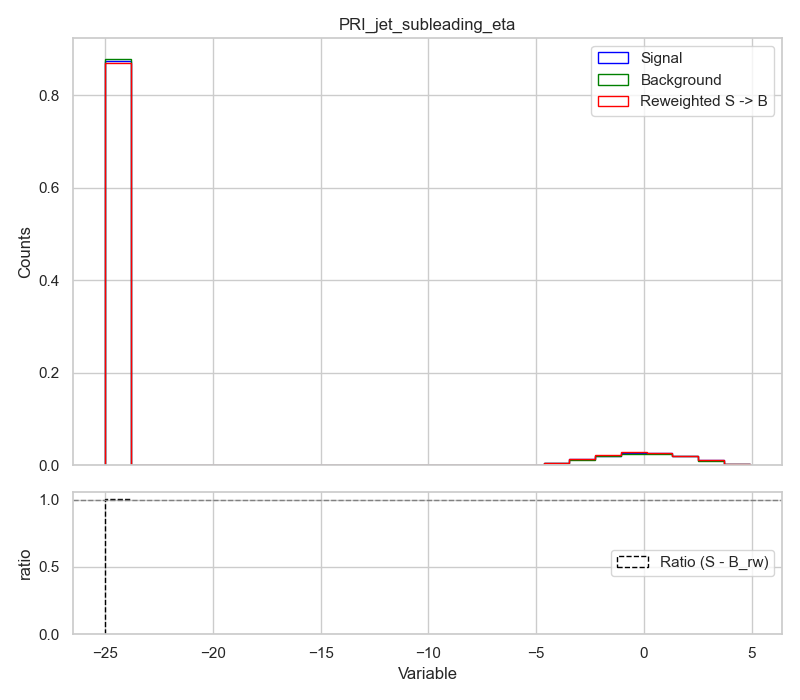 PRI_jet_subleading_eta
Signal
Background
Reweighted S -> B
Counts
0.8
0.6
0.4
0.2
0.0
1.0
0.5
0.0
ratio
Ratio (S - B_rw)
−25 −20 −15 −10 −5 0 5
Variable